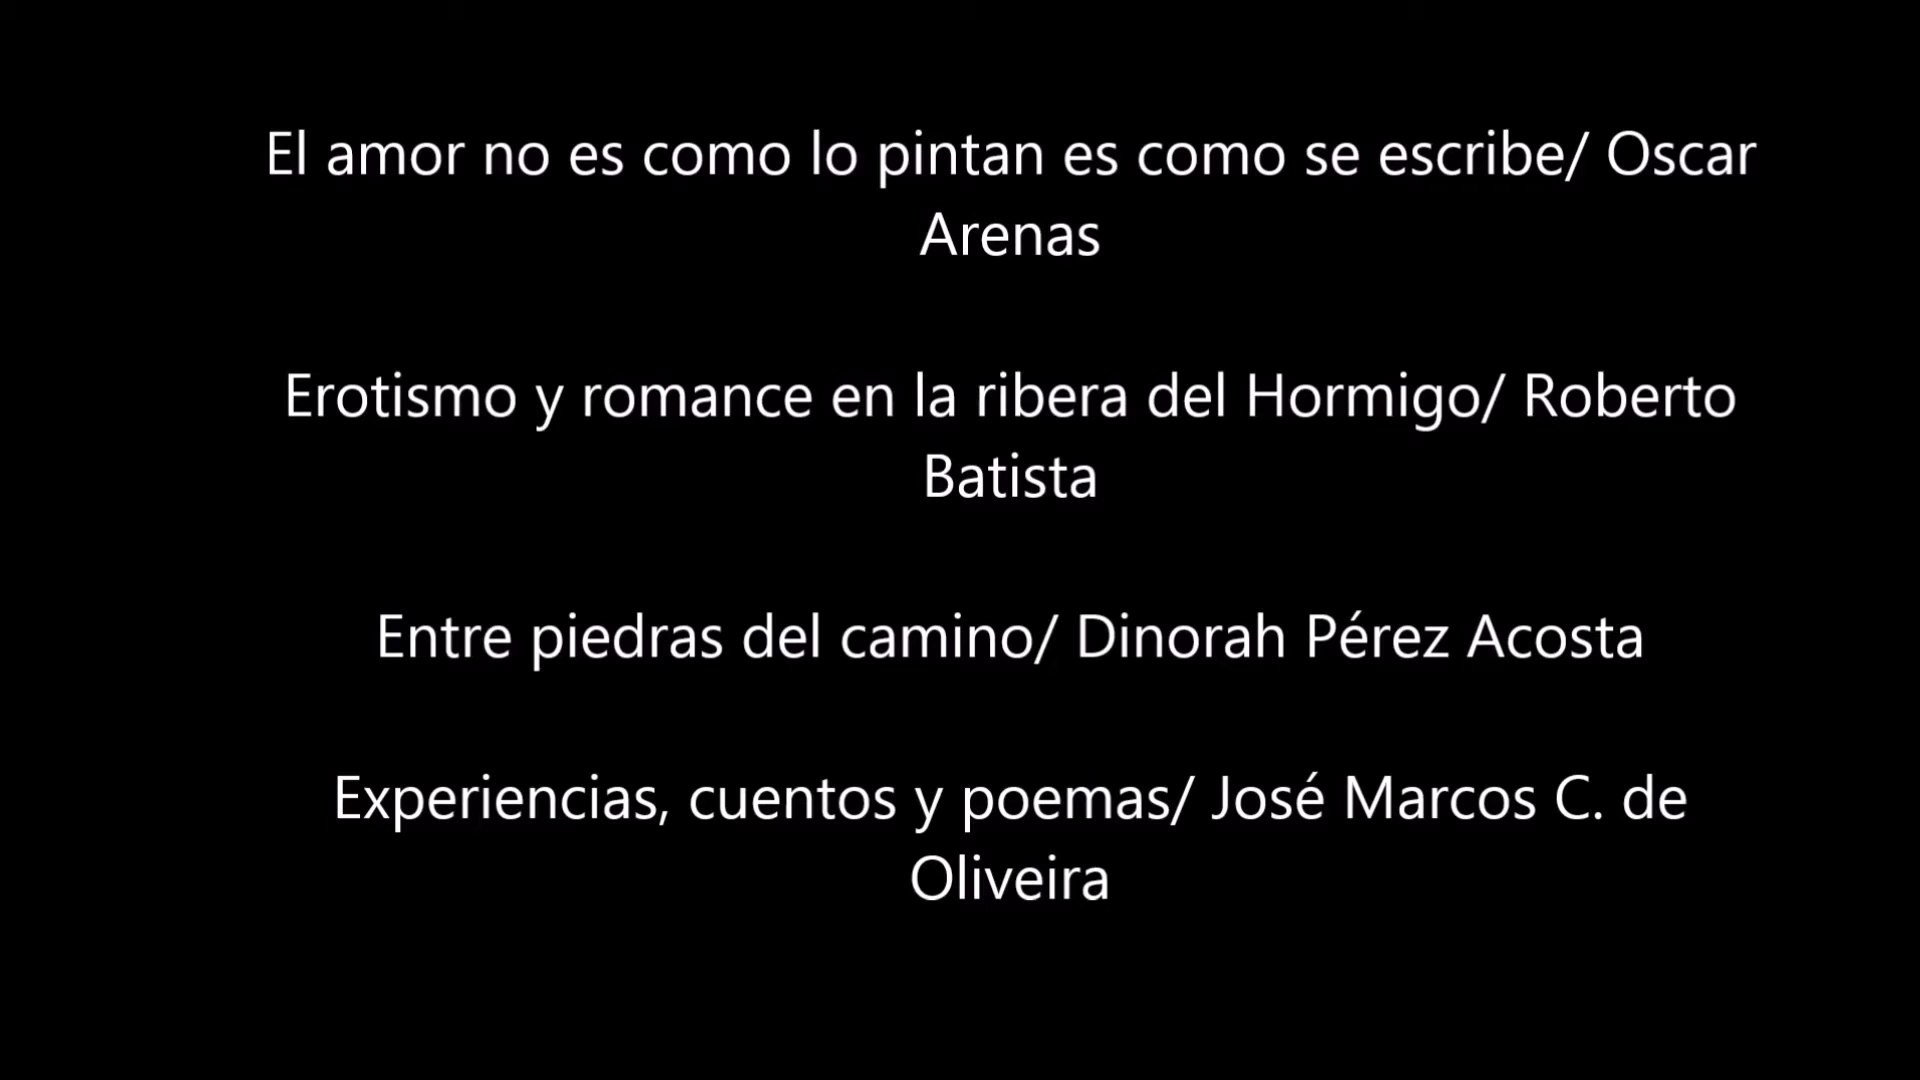 El amor no es como lo pintan es como se escribe/ Oscar
Arenas
Erotismo y romance en la ribera del Hormigo/ Roberto
Batista
Entre piedras del camino/ Dinorah Pérez Acosta
Experiencias, cuentos y poemas/ José Marcos C. de
Oliveira